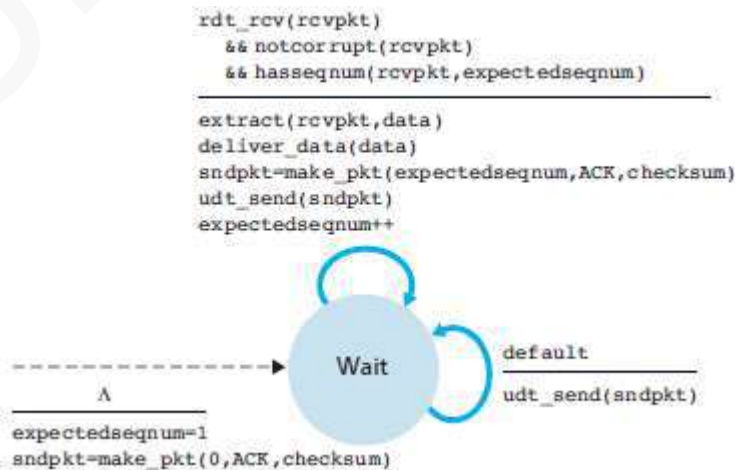 rdt_rcv(rcvpkt)
&& notcorrupt(rcvpkt)
&& hasseqnum(rcvpkt,expectedseqnum)
extract(rcvpkt,data)
deliver_data(data)
sndpkt=make_pkt(expectedseqnum,ACK,checksum)
udt_send(sndpkt)
expectedseqnum++
Wait
default
udt_send(sndpkt)
Λ
expectedseqnum=1
sndpkt=make_pkt(0,ACK,checksum)